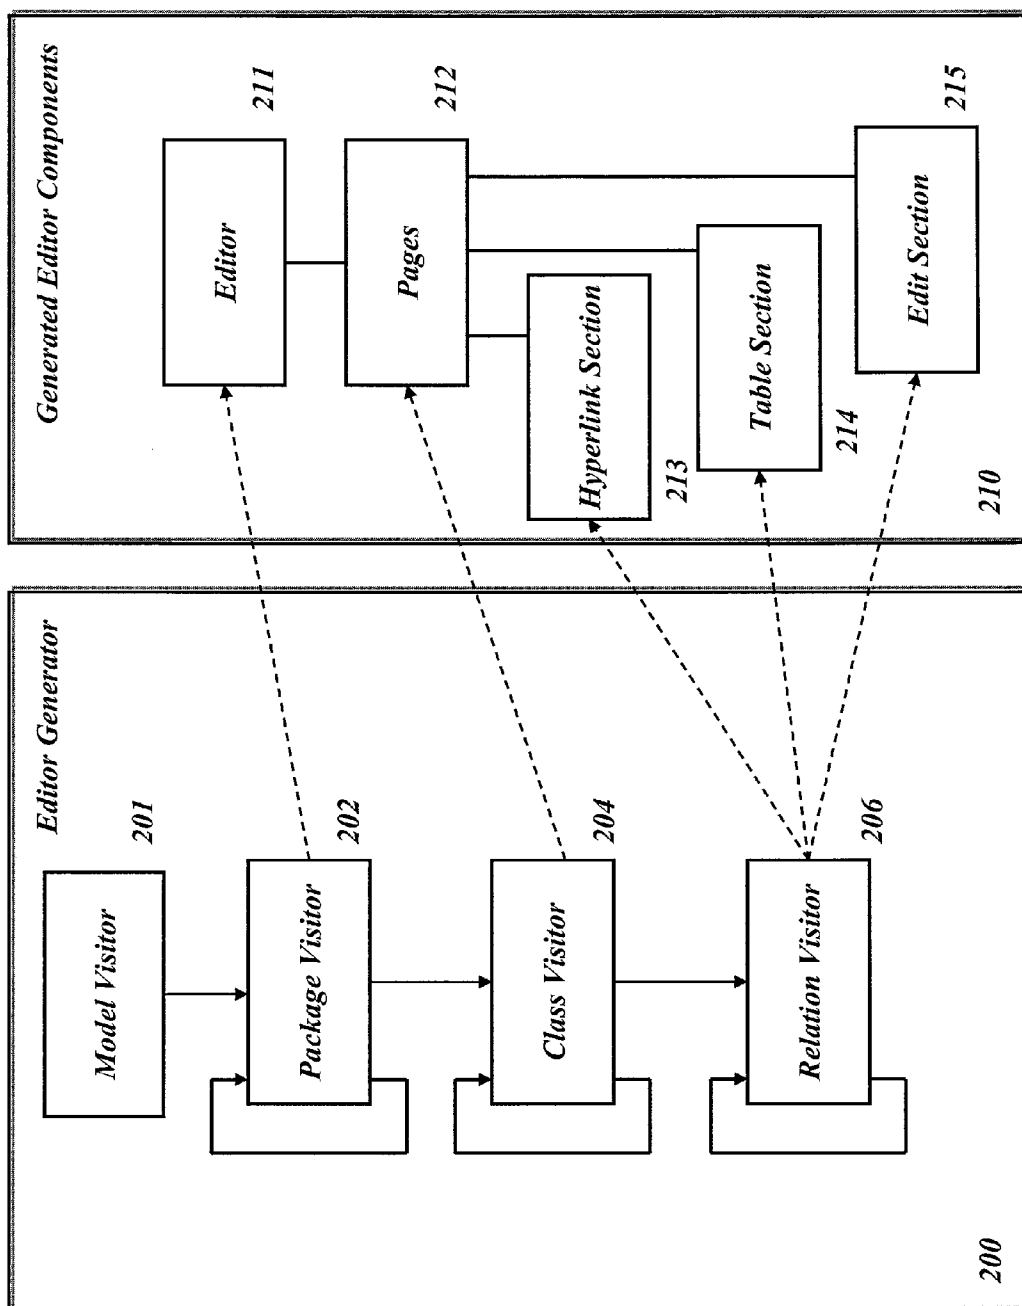 Editor Generator
Model Visitor
201
Package Visitor
202
Class Visitor
204
Relation Visitor
206
200
Generated Editor Components
Editor
211
Pages
212
Hyperlink Section
213
Table Section
214
Edit Section
215
210